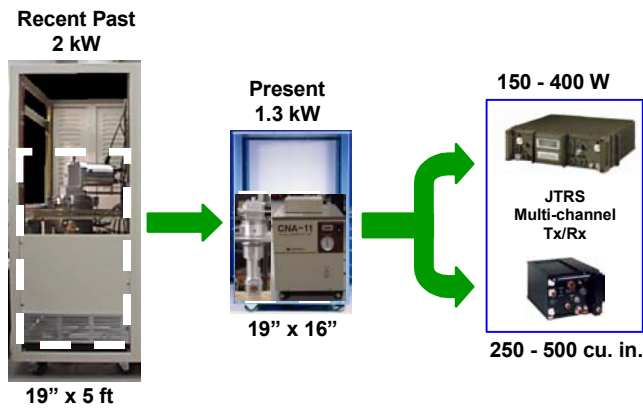 Recent Past
2 kW
19” x 5 ft
Present
1.3 kW
CNA-11
19” x 16”
150 - 400 W
JTRS
Multi-channel
Tx/Rx
250 - 500 cu. in.